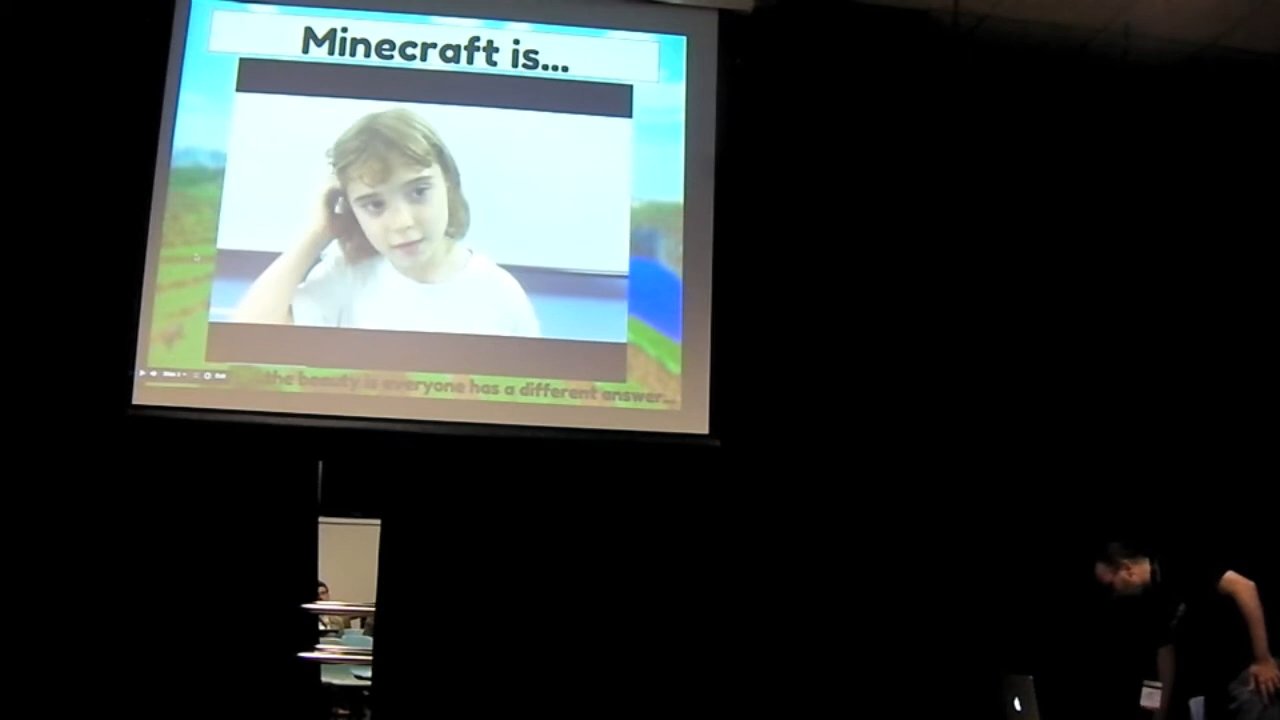 Minecraft is...
the beauty is everyone has a different answer...